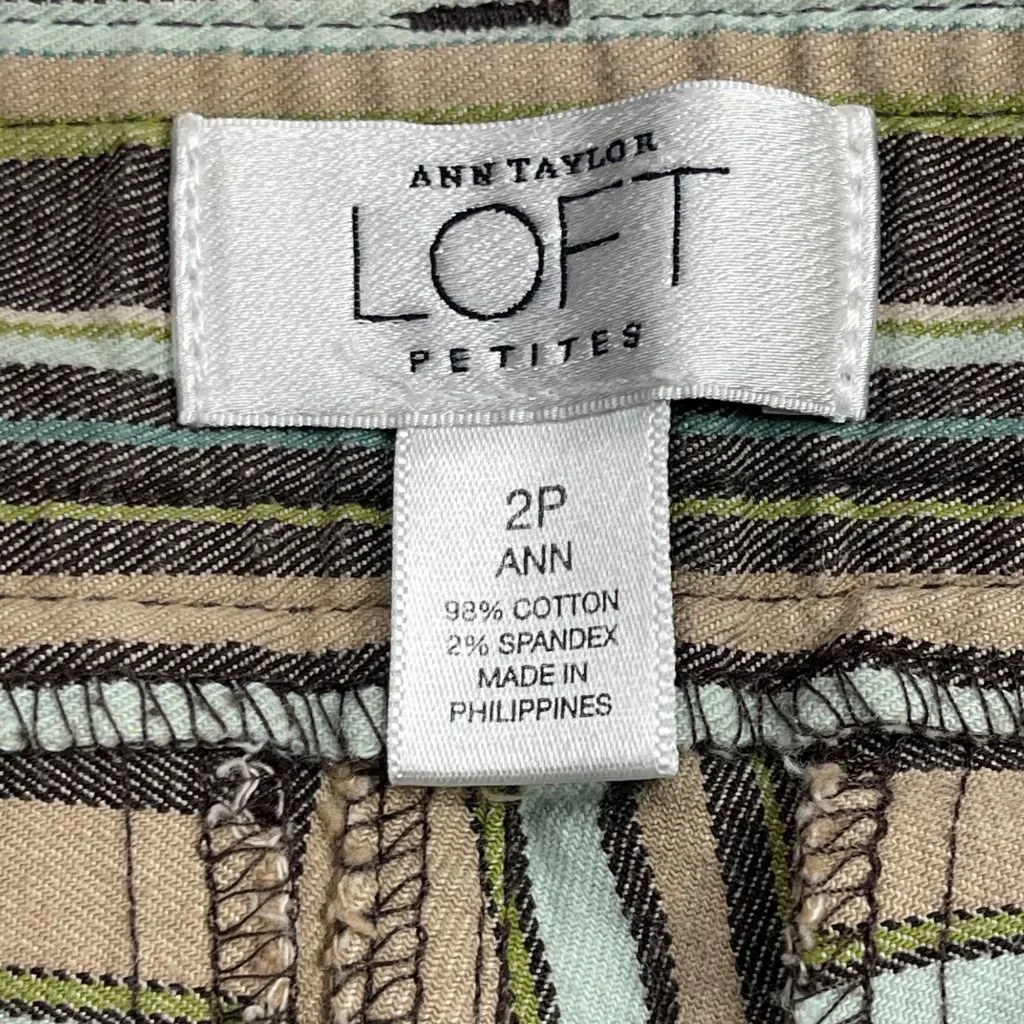 ANN TAYLOR
LOFT
PETITES
2P
ANN
98% COTTON
2% SPANDEX
MADE IN
PHILIPPINES